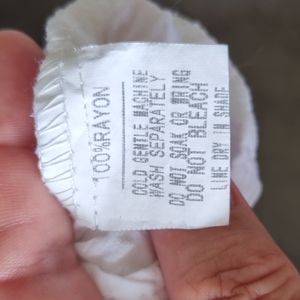 100%RAYON
COLD GENTLE MACHINE
WASH SEPARATELY
DO NOT SOAK OR WRING
DO NOT BLEACH
LINE DRY IN SHADE